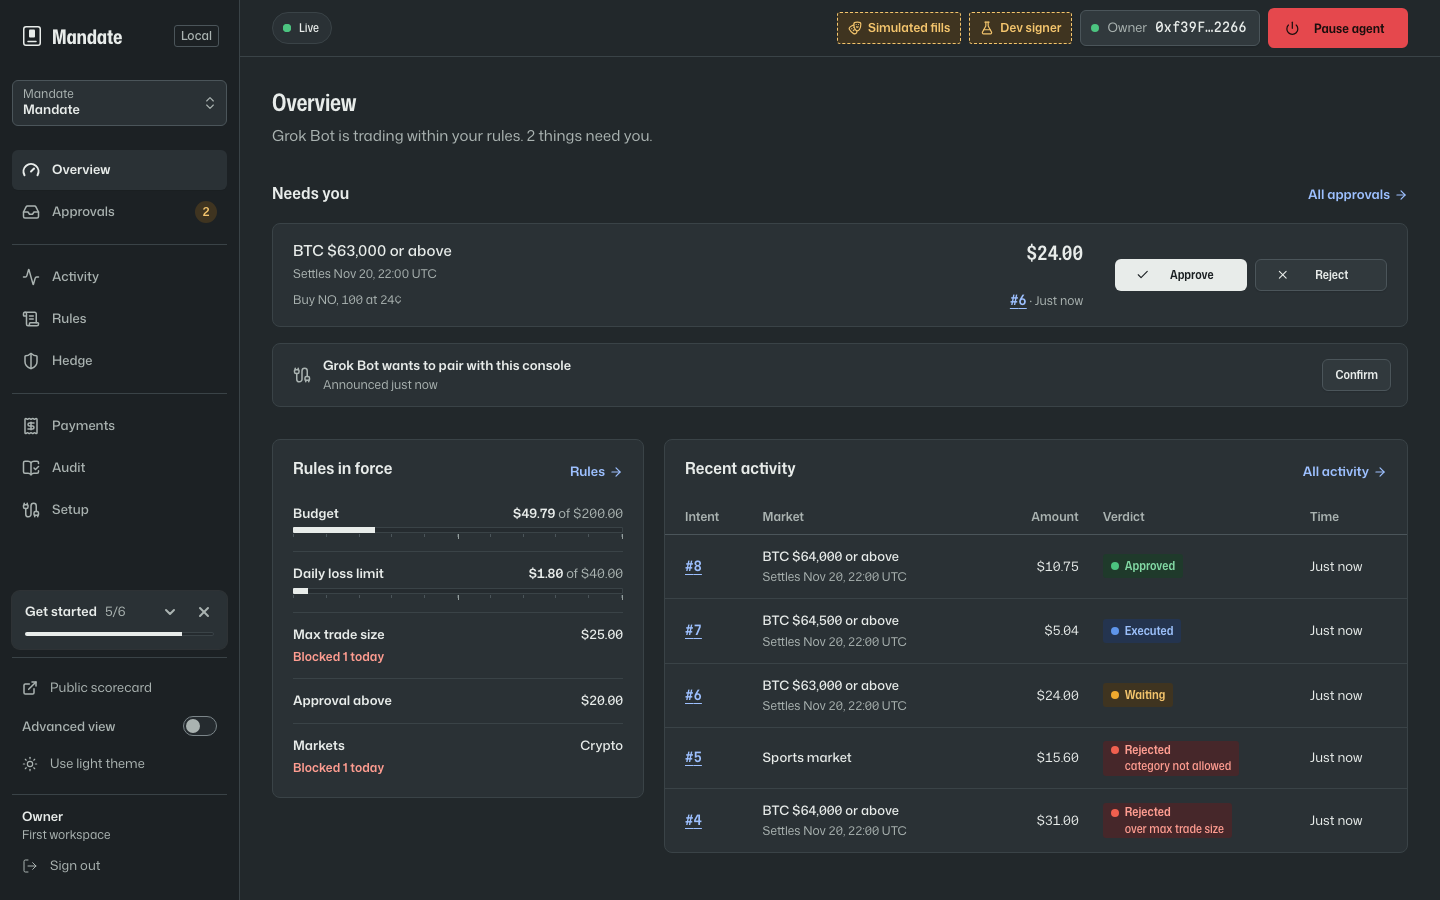 Mandate
Local
Mandate
Mandate
Overview
Approvals
2
Activity
Rules
Hedge
Payments
Audit
Setup
Get started 5/6
Public scorecard
Advanced view
Use light theme
Owner
First workspace
Sign out
Live
Simulated fills
Dev signer
Owner 0xf39F…2266
Pause agent
Overview
Grok Bot is trading within your rules. 2 things need you.
Needs you
All approvals →
BTC $63,000 or above
Settles Nov 20, 22:00 UTC
Buy NO, 100 at 24¢
$24.00
#6 · Just now
Approve
Reject
Grok Bot wants to pair with this console
Announced just now
Confirm
Rules in force
Rules →
Budget $49.79 of $200.00
Daily loss limit $1.80 of $40.00
Max trade size $25.00
Blocked 1 today
Approval above $20.00
Markets Crypto
Blocked 1 today
Recent activity
All activity →
Intent Market Amount Verdict Time
#8 BTC $64,000 or above $10.75 Approved Just now
Settles Nov 20, 22:00 UTC
#7 BTC $64,500 or above $5.04 Executed Just now
Settles Nov 20, 22:00 UTC
#6 BTC $63,000 or above $24.00 Waiting Just now
Settles Nov 20, 22:00 UTC
#5 Sports market $15.60 Rejected Just now
category not allowed
#4 BTC $64,000 or above $31.00 Rejected Just now
Settles Nov 20, 22:00 UTC over max trade size